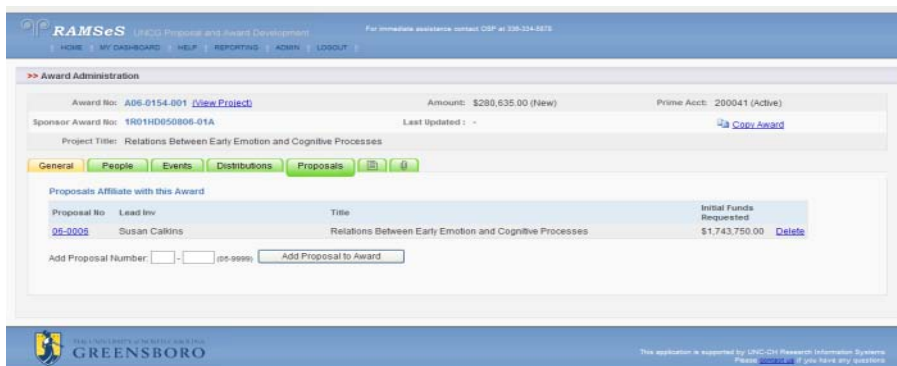 RAMSeS UNCG Proposal and Award Development
For immediate assistance contact OSP at 336-334-5878
HOME | MY DASHBOARD | HELP | REPORTING | ADMIN | LOGOUT |
>> Award Administration
Award No: A06-0154-001 (View Project) Amount: $280,635.00 (New) Prime Acct: 200041 (Active)
Sponsor Award No: 1R01HD050806-01A Last Updated : - Copy Award
Project Title: Relations Between Early Emotion and Cognitive Processes
General People Events Distributions Proposals
Proposals Affiliate with this Award
Proposal No Lead Inv Title Initial Funds Requested
06-0006 Susan Calkins Relations Between Early Emotion and Cognitive Processes $1,743,750.00 Delete
Add Proposal Number: - (05-9999) Add Proposal to Award
THE UNIVERSITY of NORTH CAROLINA
GREENSBORO
This application is supported by UNC-CH Research Information Systems
Please contact us if you have any questions